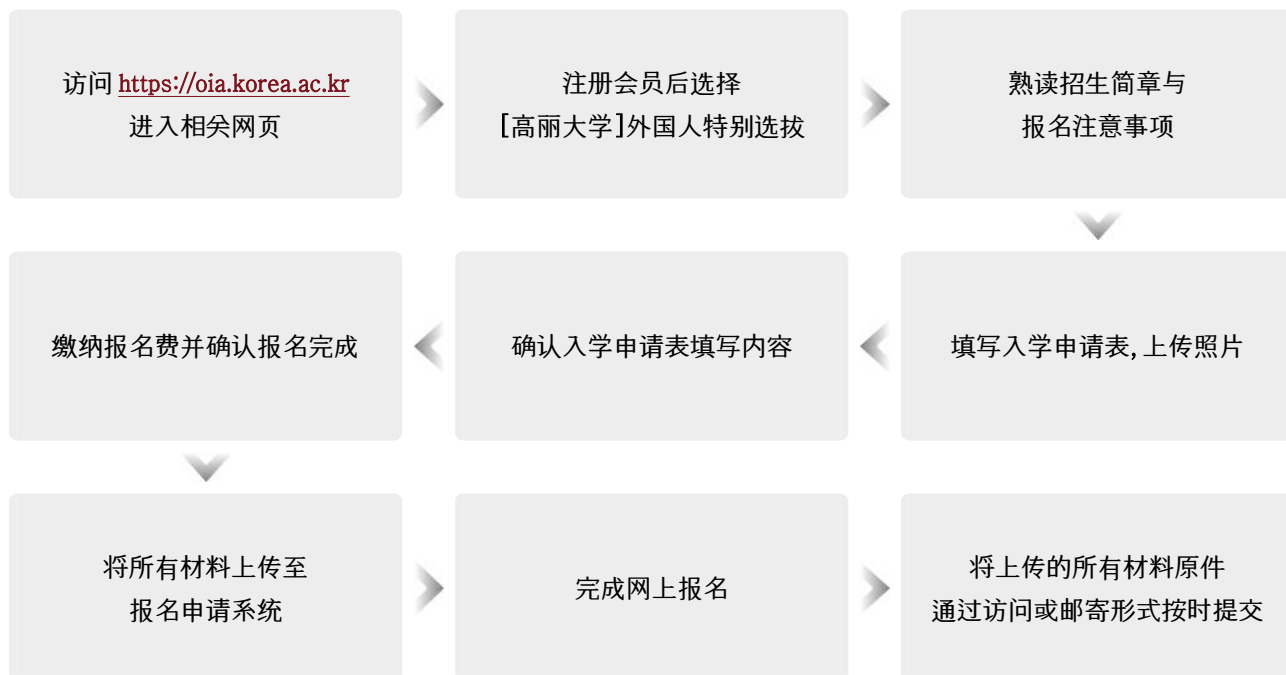 访问 https://oia.korea.ac.kr
进入相关网页
注册会员后选择
[高丽大学]外国人特别选拔
熟读招生简章与
报名注意事项
填写入学申请表, 上传照片
确认入学申请表填写内容
缴纳报名费并确认报名完成
将所有材料上传至
报名申请系统
完成网上报名
将上传的所有材料原件
通过访问或邮寄形式按时提交